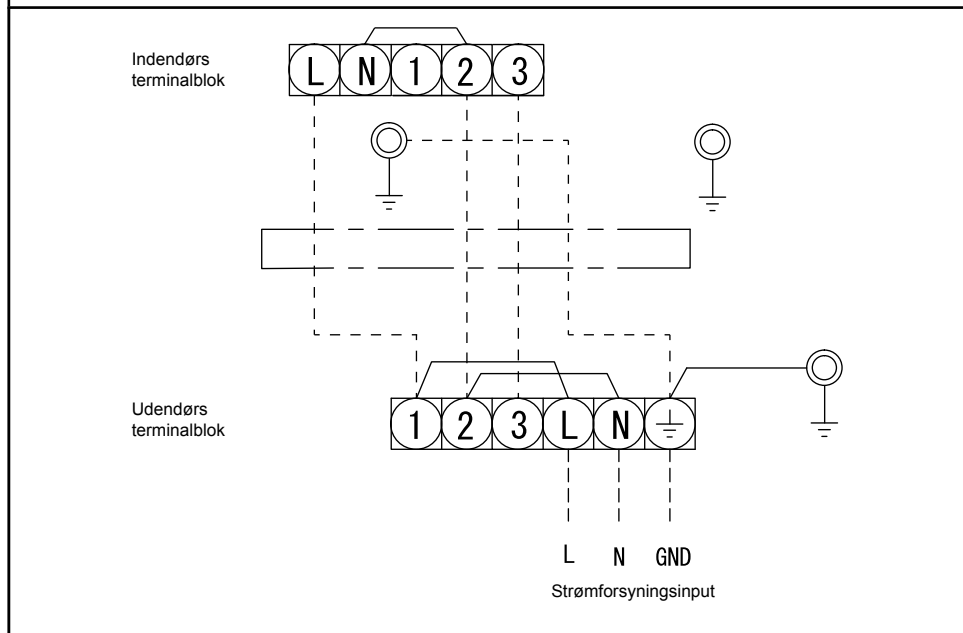 Indendørs
terminalblok
L N 1 2 3
Udendørs
terminalblok
1 2 3 L N
L N GND
Strømforsyningsinput